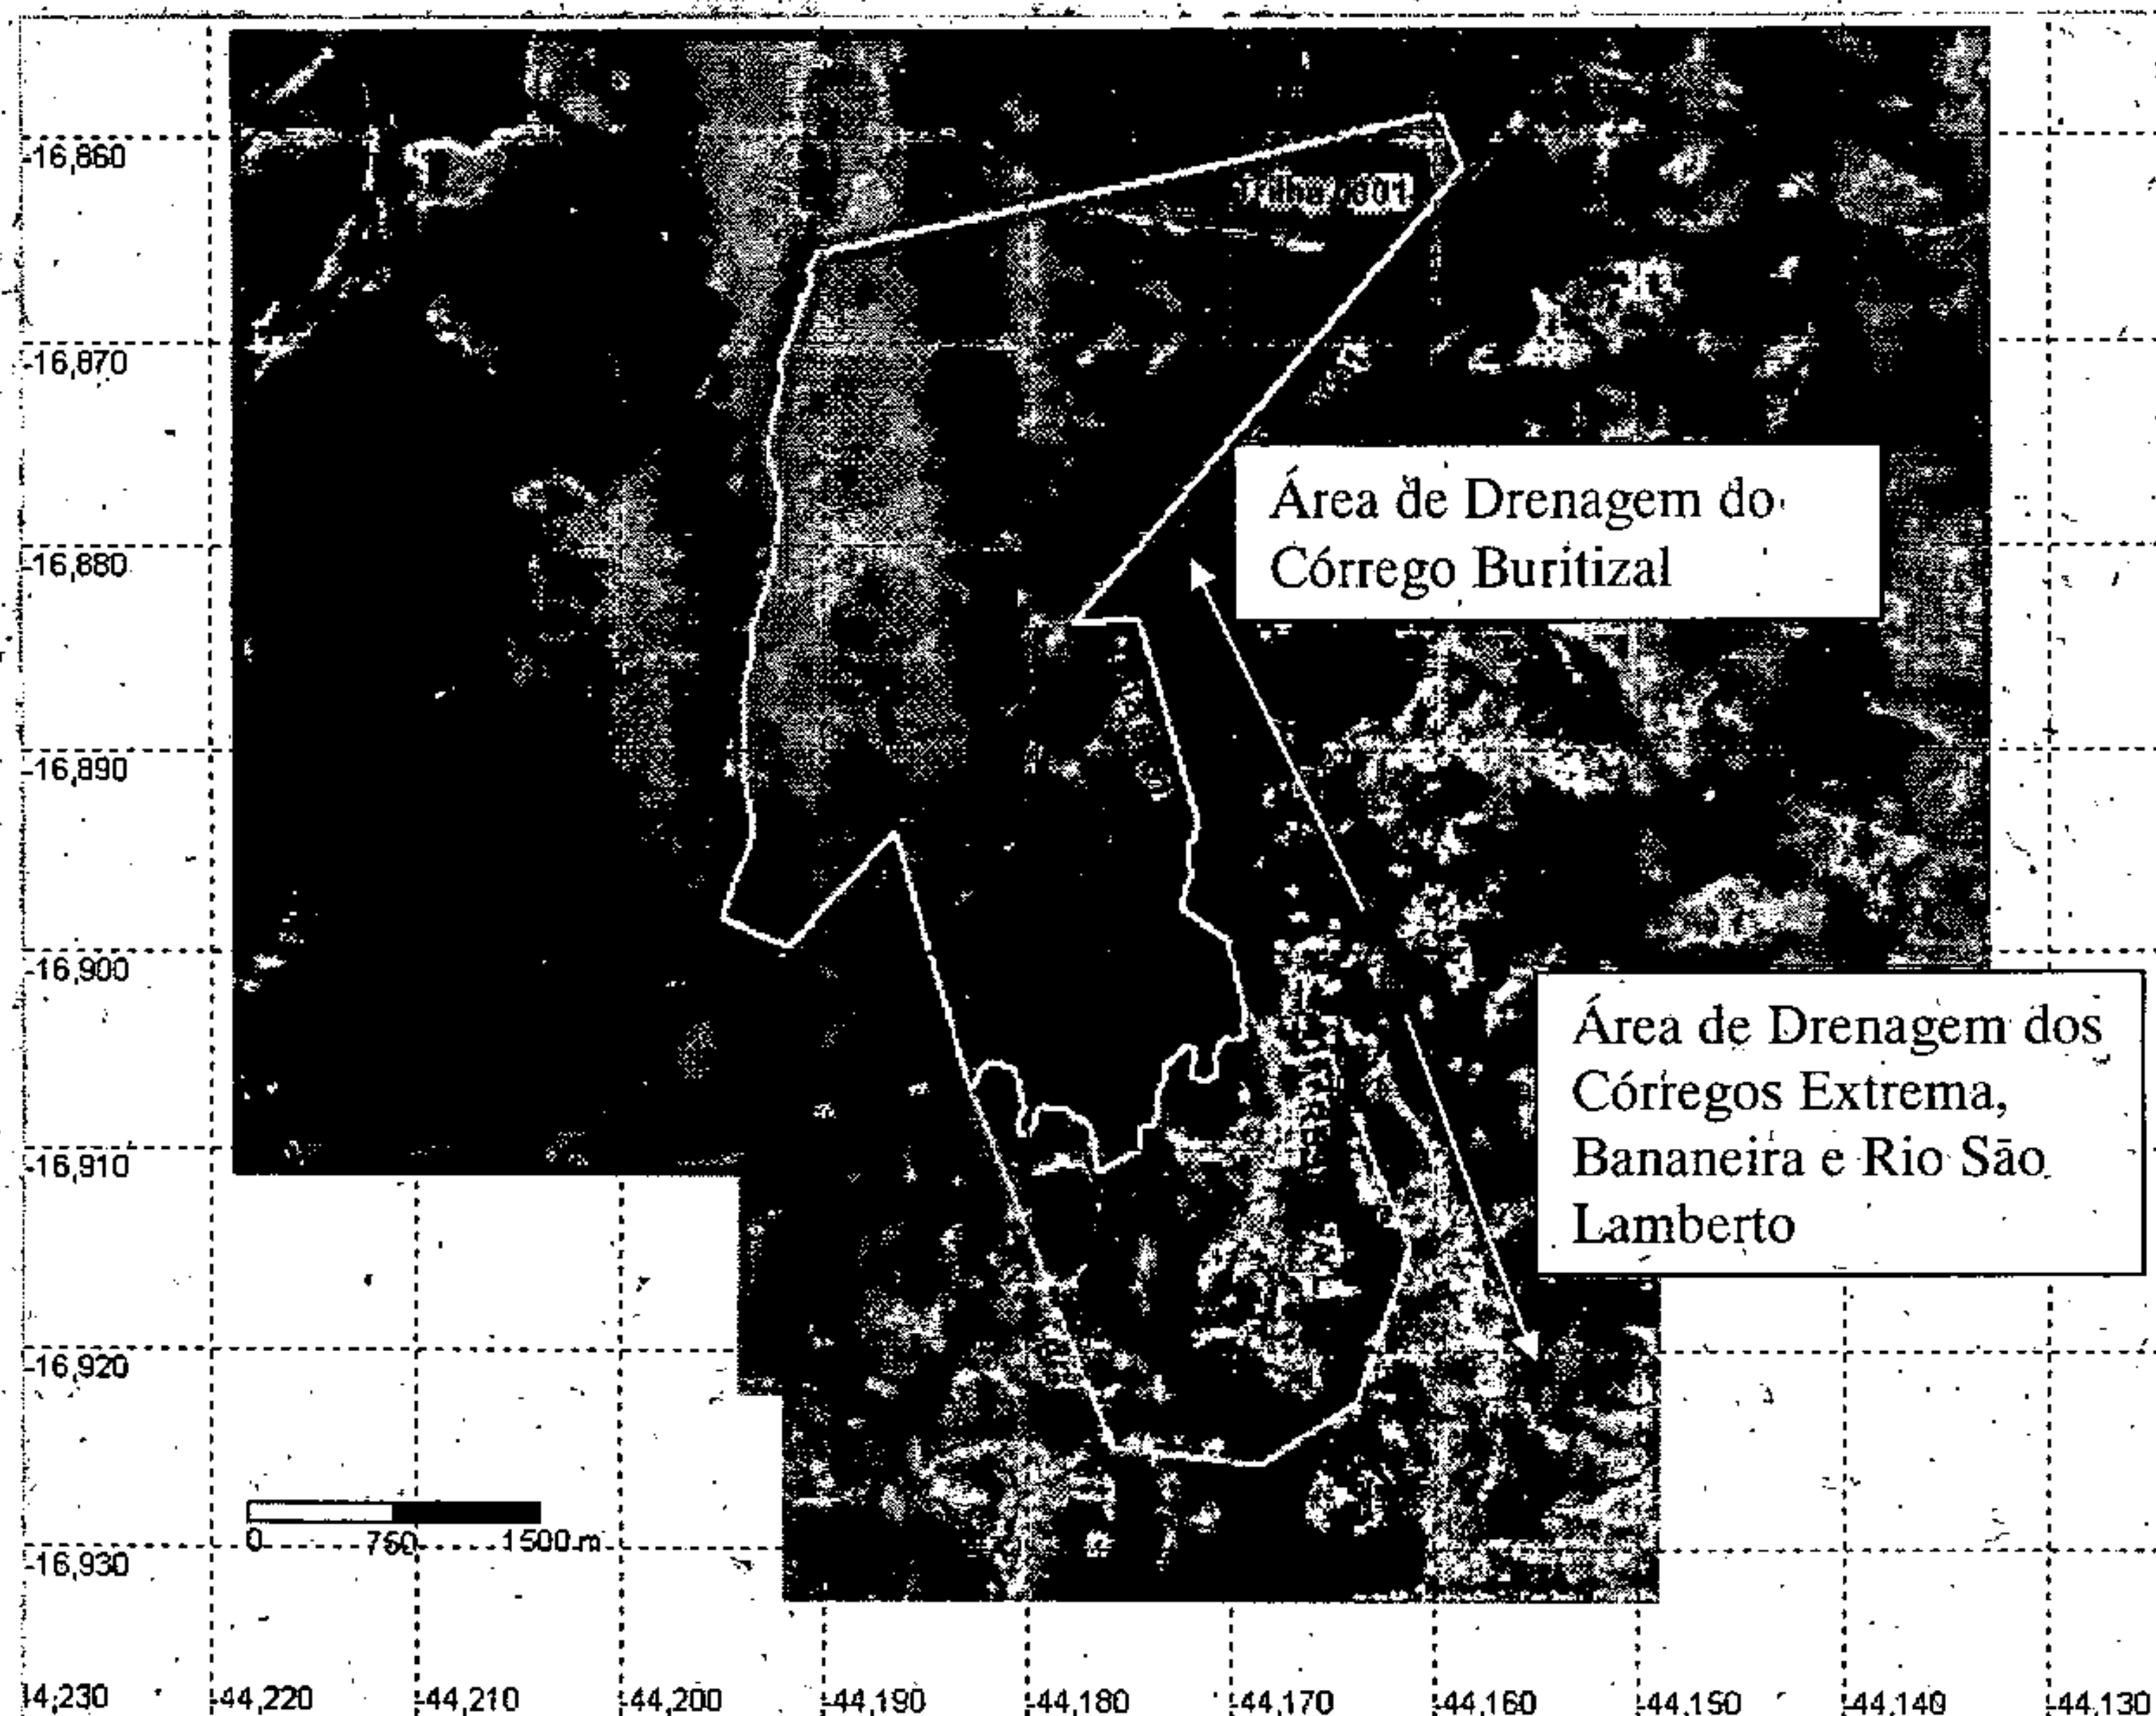 -16,860
-16,870
-16,880
-16,890
-16,900
-16,910
-16,920
-16,930
Área de Drenagem do
Córrego Buritizal
Área de Drenagem dos
Córregos Extrema,
Bananeira e Rio São
Lamberto
0 750 1500 m
-44,220 -44,210 -44,200 -44,190 -44,180 -44,170 -44,160 -44,150 -44,140 -44,130